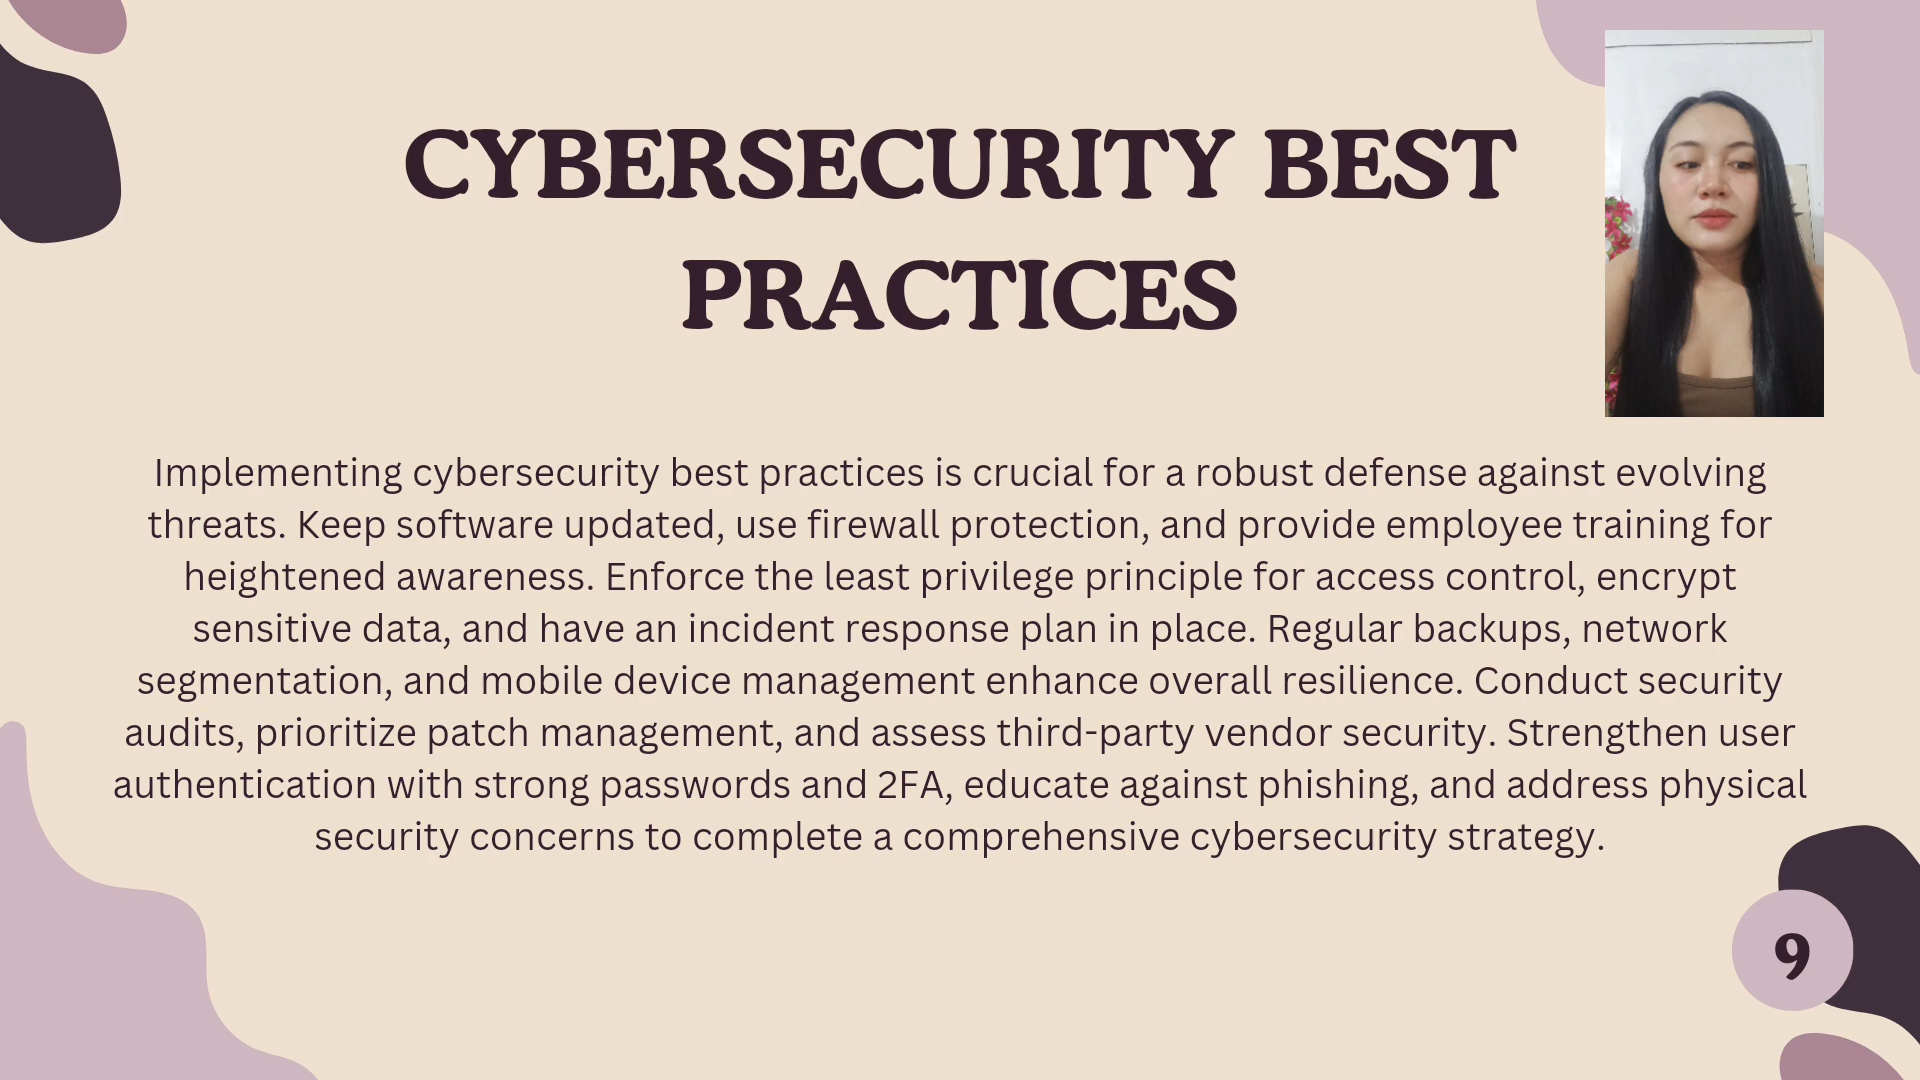 CYBERSECURITY BEST
PRACTICES
Implementing cybersecurity best practices is crucial for a robust defense against evolving
threats. Keep software updated, use firewall protection, and provide employee training for
heightened awareness. Enforce the least privilege principle for access control, encrypt
sensitive data, and have an incident response plan in place. Regular backups, network
segmentation, and mobile device management enhance overall resilience. Conduct security
audits, prioritize patch management, and assess third-party vendor security. Strengthen user
authentication with strong passwords and 2FA, educate against phishing, and address physical
security concerns to complete a comprehensive cybersecurity strategy.
9